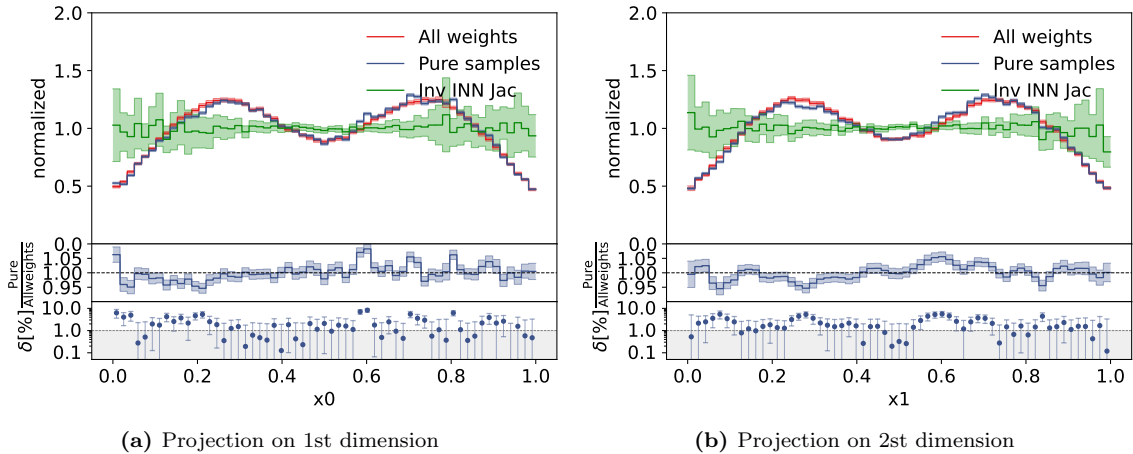 2.0
1.5
1.0
0.5
0.0
normalized
All weights
Pure samples
Inv INN Jac
1.05
1.00
0.95
Pure
Allweights
10.0
1.0
0.1
δ[%]
0.0 0.2 0.4 0.6 0.8 1.0
x0
(a) Projection on 1st dimension
2.0
1.5
1.0
0.5
0.0
normalized
All weights
Pure samples
Inv INN Jac
1.05
1.00
0.95
Pure
Allweights
10.0
1.0
0.1
δ[%]
0.0 0.2 0.4 0.6 0.8 1.0
x1
(b) Projection on 2st dimension